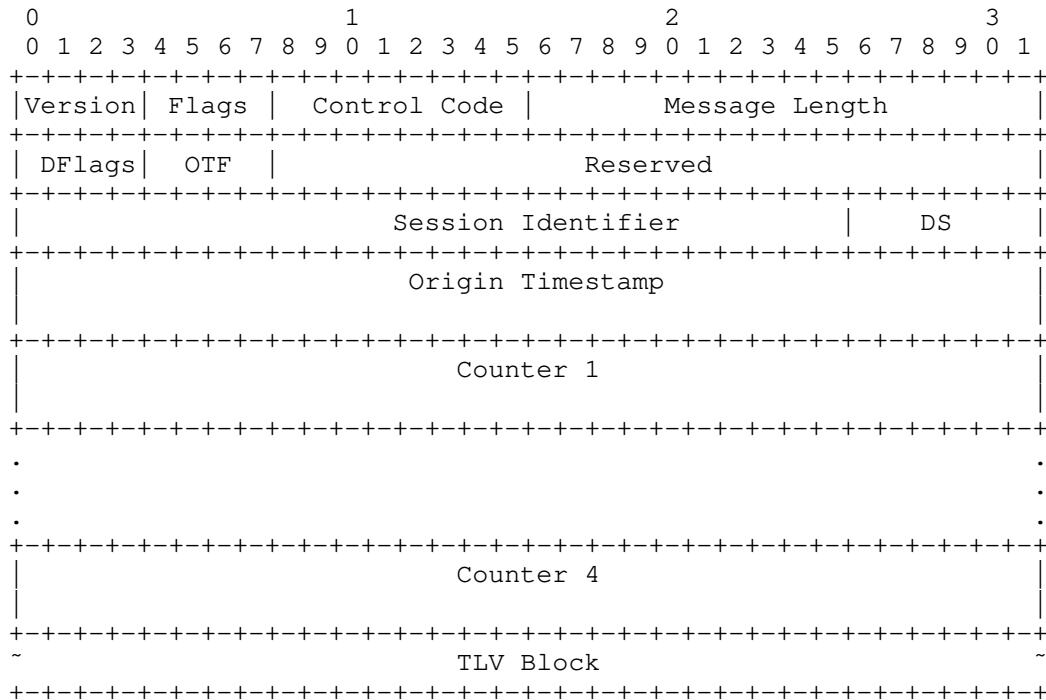 0                   1                   2                   3
 0 1 2 3 4 5 6 7 8 9 0 1 2 3 4 5 6 7 8 9 0 1 2 3 4 5 6 7 8 9 0 1
+-+-+-+-+-+-+-+-+-+-+-+-+-+-+-+-+-+-+-+-+-+-+-+-+-+-+-+-+-+-+-+-+
|Version| Flags |  Control Code |        Message Length         |
+-+-+-+-+-+-+-+-+-+-+-+-+-+-+-+-+-+-+-+-+-+-+-+-+-+-+-+-+-+-+-+-+
| DFlags|  OTF  |                   Reserved                    |
+-+-+-+-+-+-+-+-+-+-+-+-+-+-+-+-+-+-+-+-+-+-+-+-+-+-+-+-+-+-+-+-+
|                       Session Identifier          |    DS     |
+-+-+-+-+-+-+-+-+-+-+-+-+-+-+-+-+-+-+-+-+-+-+-+-+-+-+-+-+-+-+-+-+
|                        Origin Timestamp                       |
|                                                               |
+-+-+-+-+-+-+-+-+-+-+-+-+-+-+-+-+-+-+-+-+-+-+-+-+-+-+-+-+-+-+-+-+
|                           Counter 1                           |
|                                                               |
+-+-+-+-+-+-+-+-+-+-+-+-+-+-+-+-+-+-+-+-+-+-+-+-+-+-+-+-+-+-+-+-+
.                                                               .
.                                                               .
.                                                               .
+-+-+-+-+-+-+-+-+-+-+-+-+-+-+-+-+-+-+-+-+-+-+-+-+-+-+-+-+-+-+-+-+
|                           Counter 4                           |
|                                                               |
+-+-+-+-+-+-+-+-+-+-+-+-+-+-+-+-+-+-+-+-+-+-+-+-+-+-+-+-+-+-+-+-+
~                           TLV Block                           ~
+-+-+-+-+-+-+-+-+-+-+-+-+-+-+-+-+-+-+-+-+-+-+-+-+-+-+-+-+-+-+-+-+